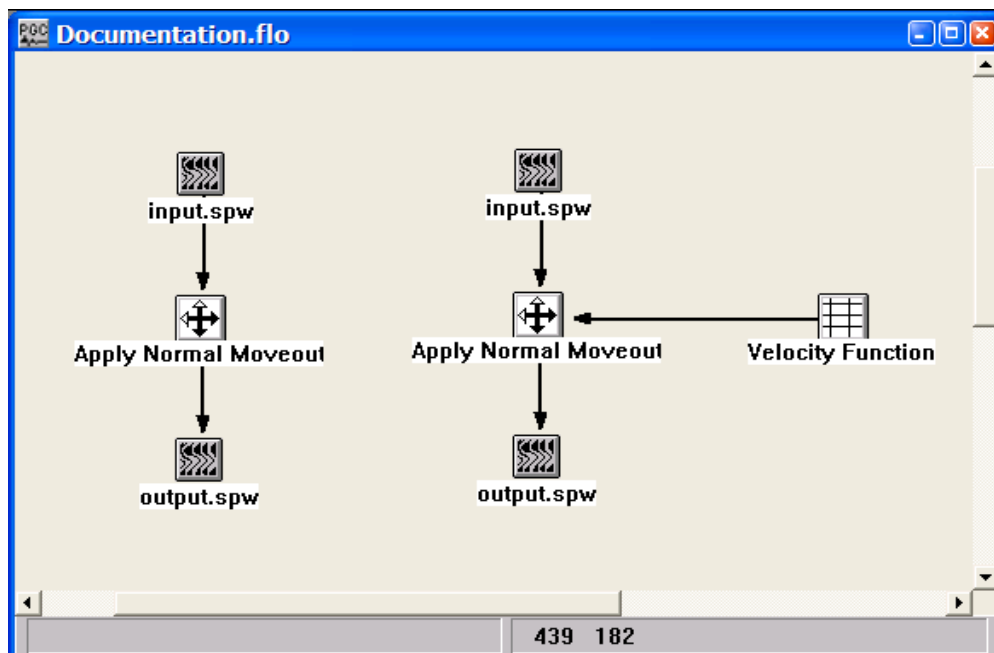 PGC Documentation.flo
input.spw input.spw
Apply Normal Moveout Apply Normal Moveout Velocity Function
output.spw output.spw
439 182